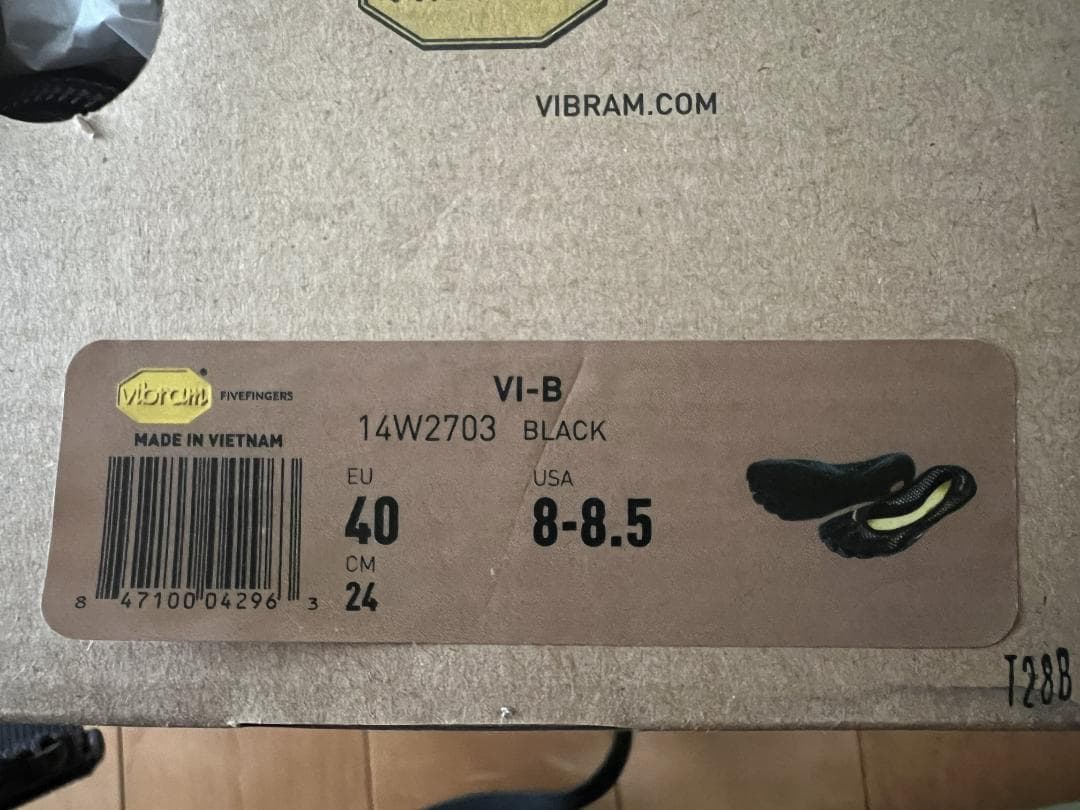 VIBRAM.COM
vibram FIVEFINGERS
MADE IN VIETNAM
8 47100 04296 3
VI-B
14W2703 BLACK
EU
40
USA
8-8.5
CM
24
T28B